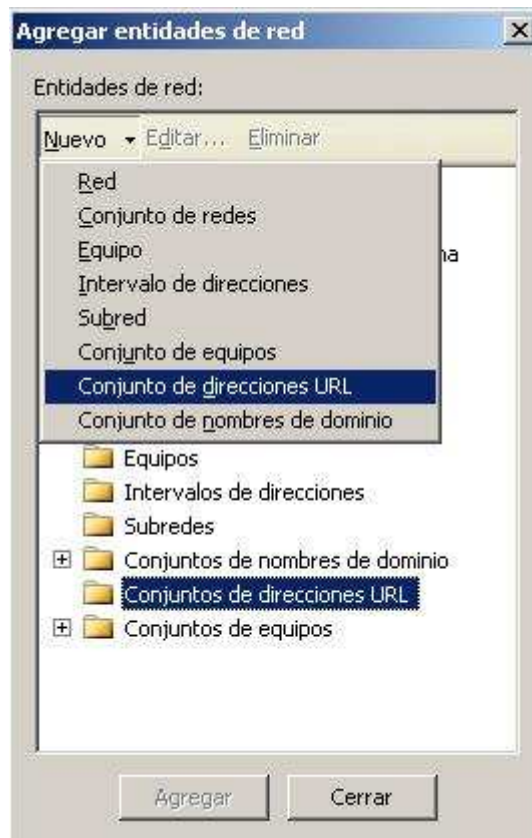 Agregar entidades de red
Entidades de red:
Nuevo Editar... Eliminar
Red
Conjunto de redes
Equipo
Intervalo de direcciones
Subred
Conjunto de equipos
Conjunto de direcciones URL
Conjunto de nombres de dominio
Equipos
Intervalos de direcciones
Subredes
Conjuntos de nombres de dominio
Conjuntos de direcciones URL
Conjuntos de equipos
Agregar Cerrar